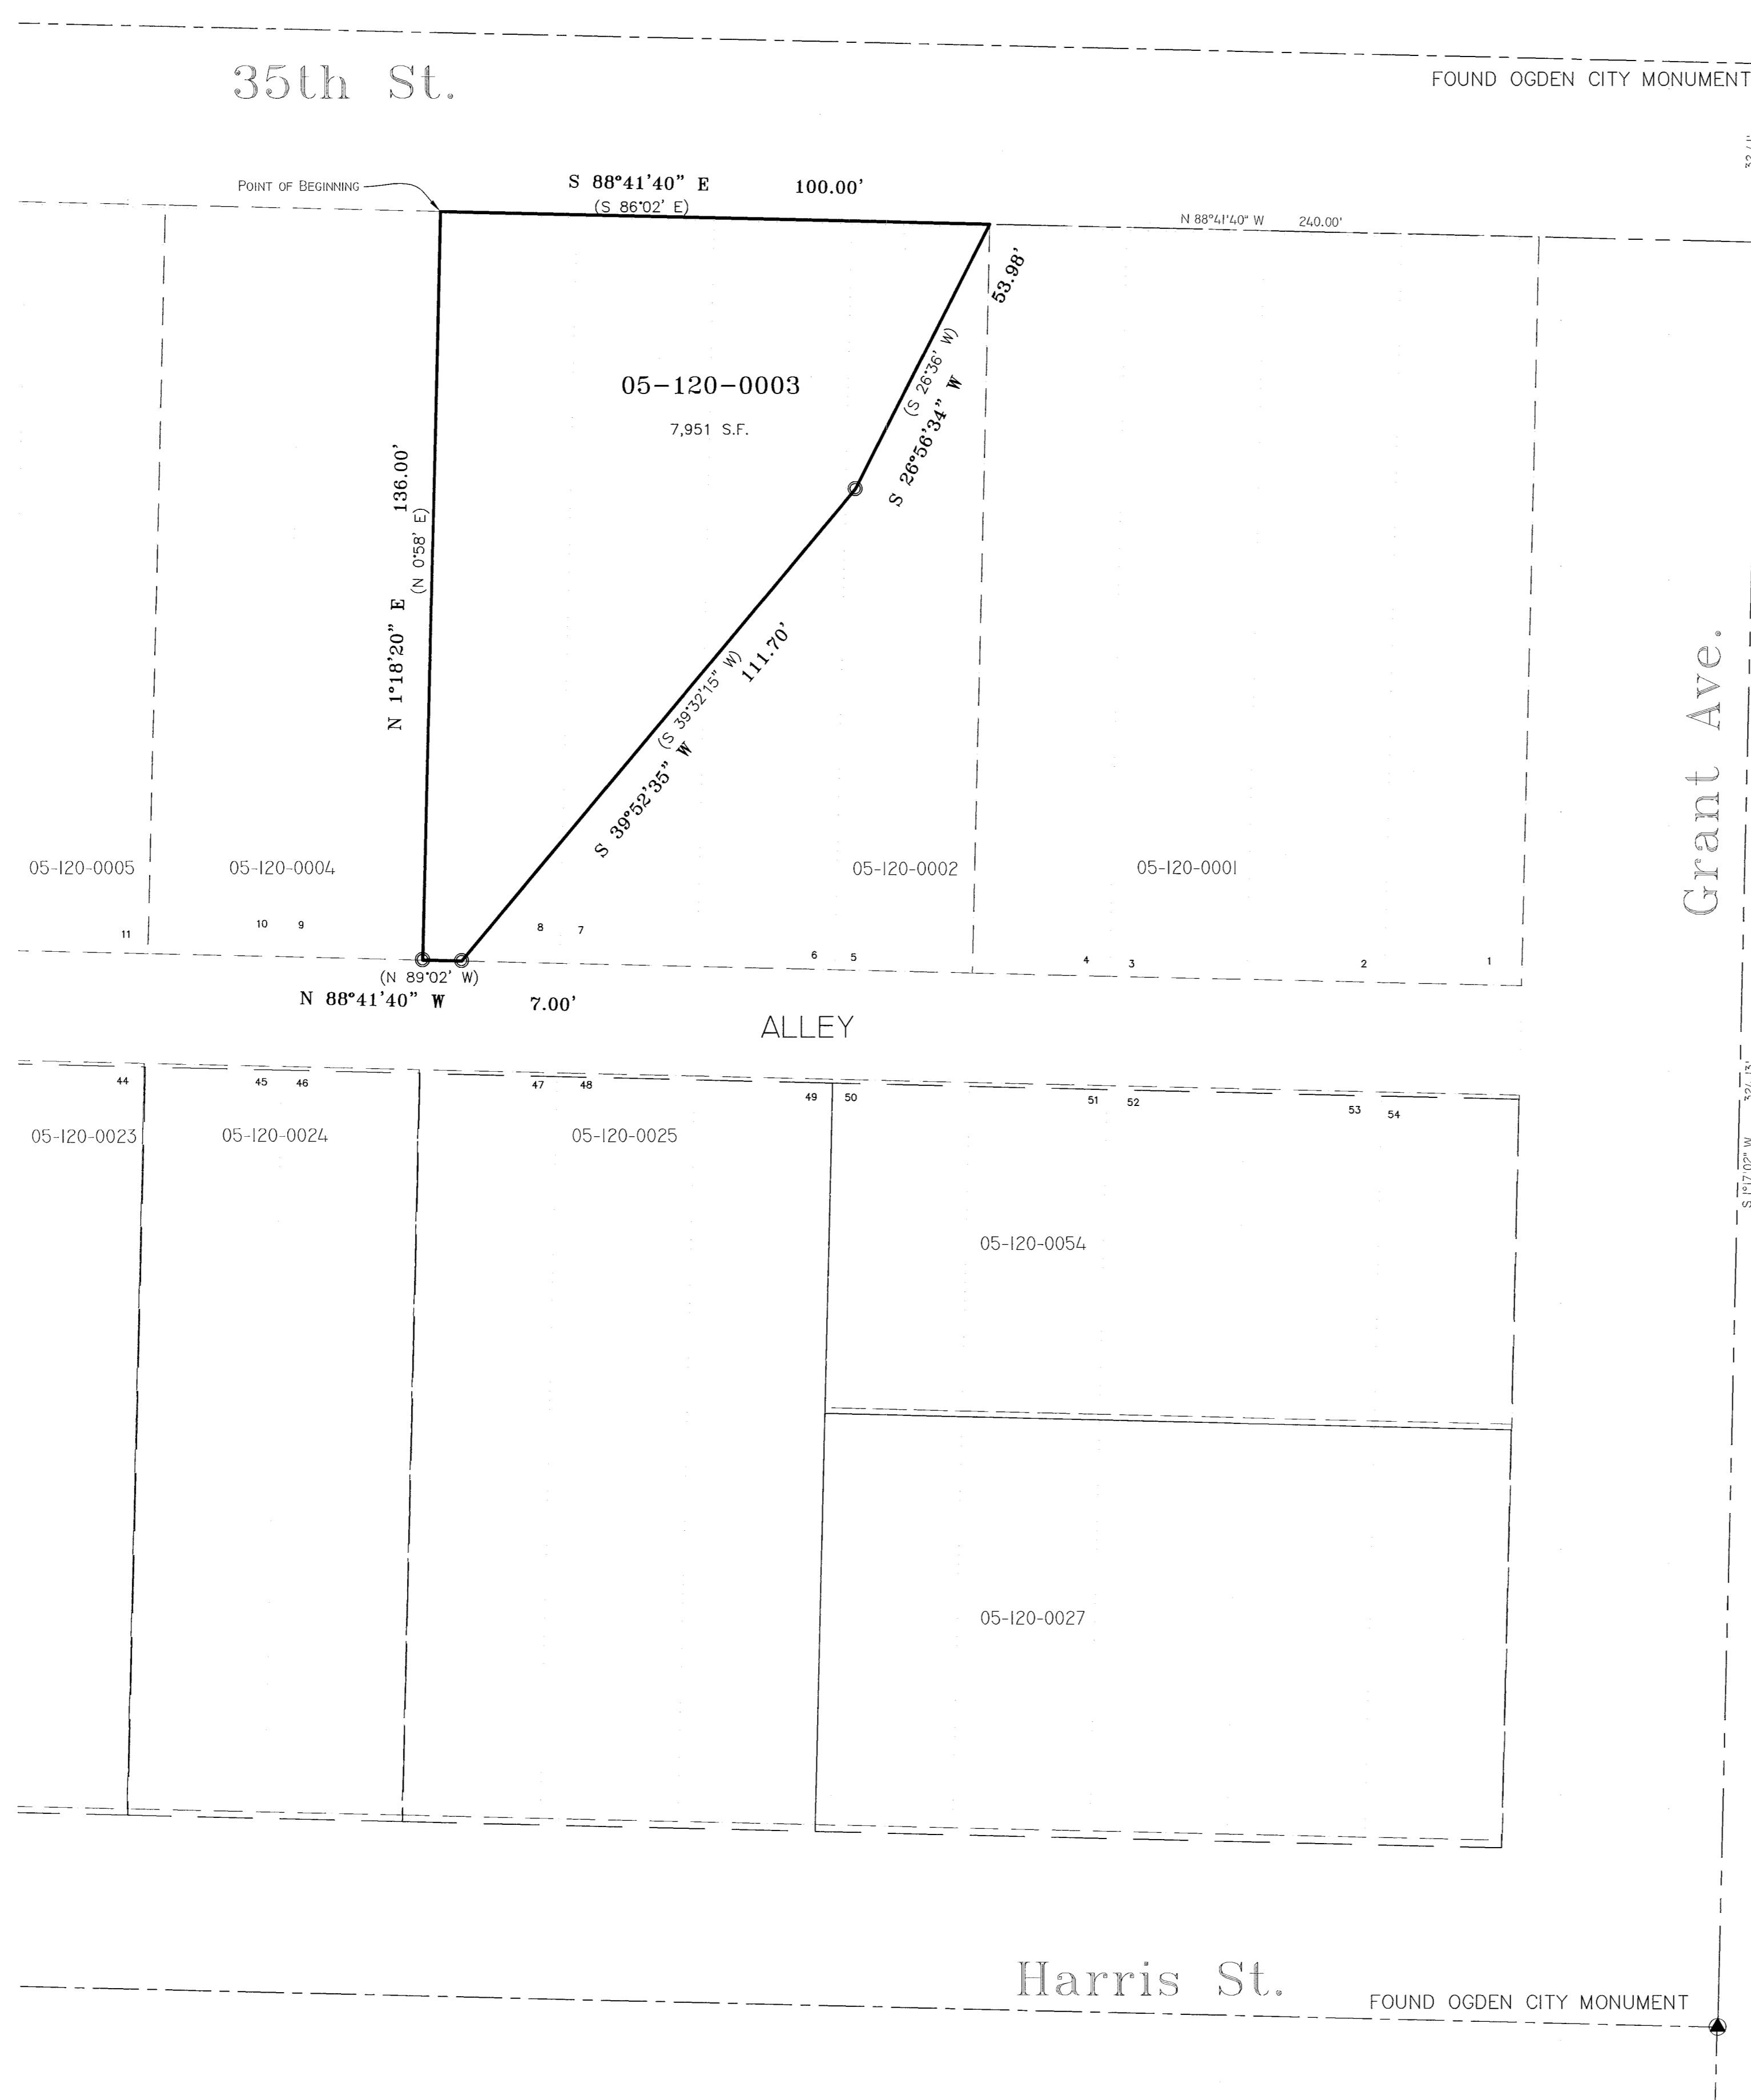 35th St.
FOUND OGDEN CITY MONUMENT
POINT OF BEGINNING
S 88°41'40" E 100.00'
(S 86°02' E)
N 88°41'40" W 240.00'
53.98'
(S 26°36' W)
S 26°56'34" W
05-120-0003
7,951 S.F.
N 1°18'20" E 136.00'
(N 0°58' E)
111.70'
(S 39°32'15" W)
S 39°52'35" W
Grant Ave.
05-120-0005
05-120-0004
05-120-0002
05-120-0001
11
10 9
8 7
6 5
4 3
2
1
(N 89°02' W)
N 88°41'40" W 7.00'
ALLEY
44
45 46
47 48
49 50
51 52
53 54
05-120-0023
05-120-0024
05-120-0025
S 1°17'02" W
05-120-0054
05-120-0027
Harris St.
FOUND OGDEN CITY MONUMENT